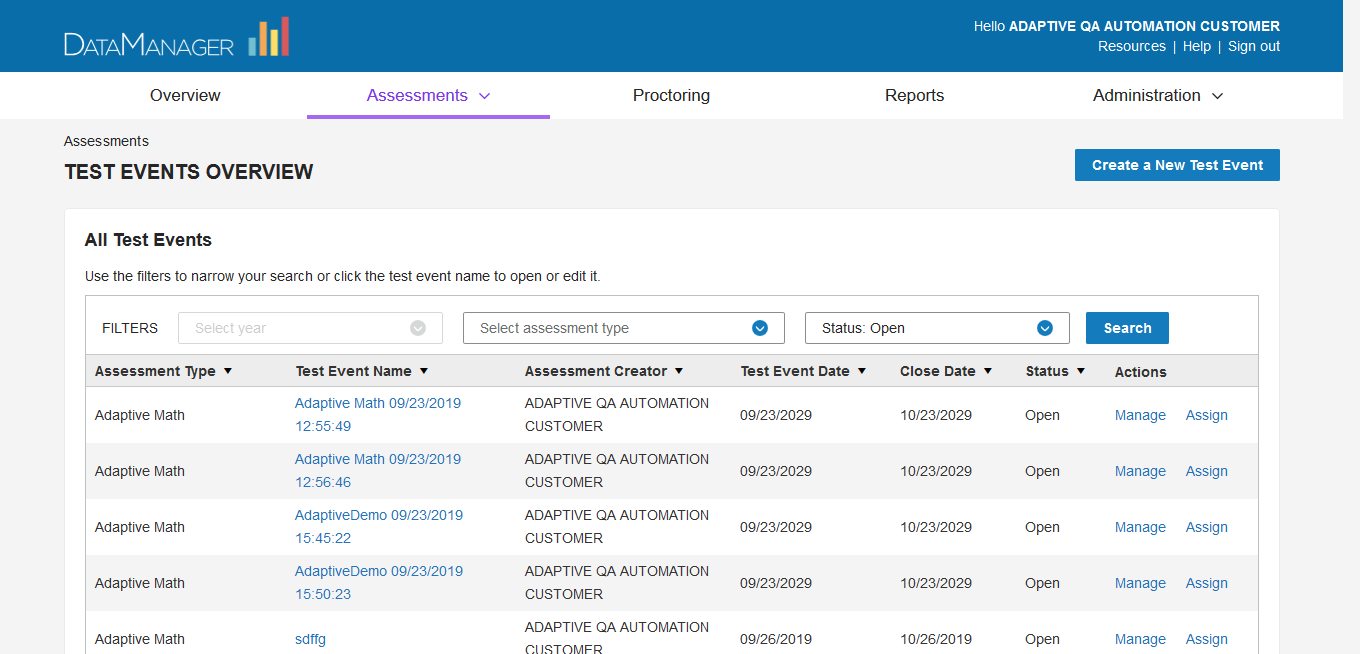 DATAMANAGER
Hello ADAPTIVE QA AUTOMATION CUSTOMER
Resources | Help | Sign out
Overview Assessments Proctoring Reports Administration
Assessments
TEST EVENTS OVERVIEW
Create a New Test Event
All Test Events
Use the filters to narrow your search or click the test event name to open or edit it.
FILTERS Select year Select assessment type Status: Open Search
Assessment Type ▼ Test Event Name ▼ Assessment Creator ▼ Test Event Date ▼ Close Date ▼ Status ▼ Actions
Adaptive Math Adaptive Math 09/23/2019 12:55:49 ADAPTIVE QA AUTOMATION CUSTOMER 09/23/2029 10/23/2029 Open Manage Assign
Adaptive Math Adaptive Math 09/23/2019 12:56:46 ADAPTIVE QA AUTOMATION CUSTOMER 09/23/2029 10/23/2029 Open Manage Assign
Adaptive Math AdaptiveDemo 09/23/2019 15:45:22 ADAPTIVE QA AUTOMATION CUSTOMER 09/23/2029 10/23/2029 Open Manage Assign
Adaptive Math AdaptiveDemo 09/23/2019 15:50:23 ADAPTIVE QA AUTOMATION CUSTOMER 09/23/2029 10/23/2029 Open Manage Assign
Adaptive Math sdffg ADAPTIVE QA AUTOMATION CUSTOMER 09/26/2019 10/26/2019 Open Manage Assign